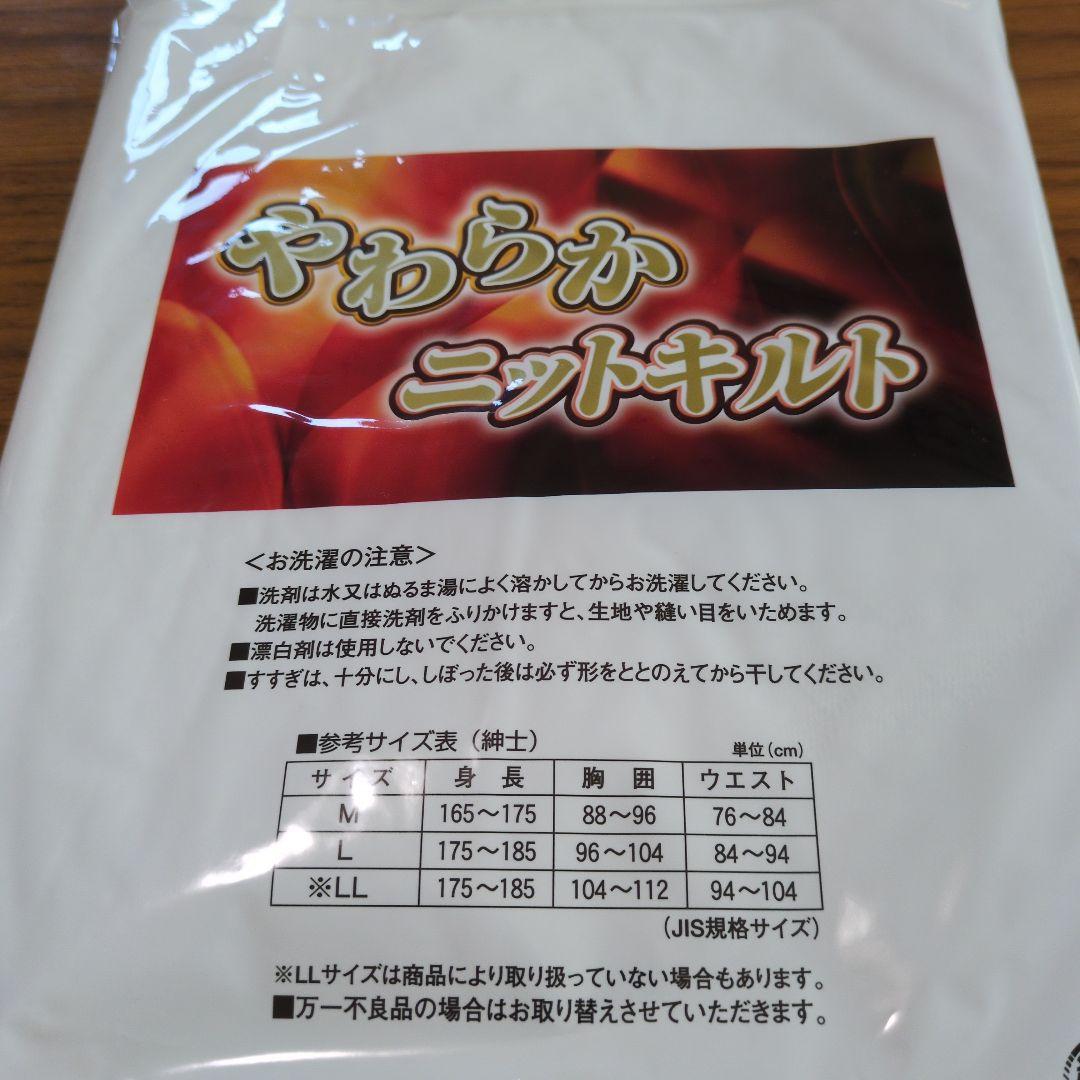 やわらか
ニットキルト
＜お洗濯の注意＞
■洗剤は水又はぬるま湯によく溶かしてからお洗濯してください。
洗濯物に直接洗剤をふりかけますと、生地や縫い目をいためます。
■漂白剤は使用しないでください。
■すすぎは、十分にし、しぼった後は必ず形をととのえてから干してください。
■参考サイズ表（紳士） 単位（cm）
サイズ 身長 胸囲 ウエスト
M 165〜175 88〜96 76〜84
L 175〜185 96〜104 84〜94
※LL 175〜185 104〜112 94〜104
（JIS規格サイズ）
※LLサイズは商品により取り扱っていない場合もあります。
■万一不良品の場合はお取り替えさせていただきます。